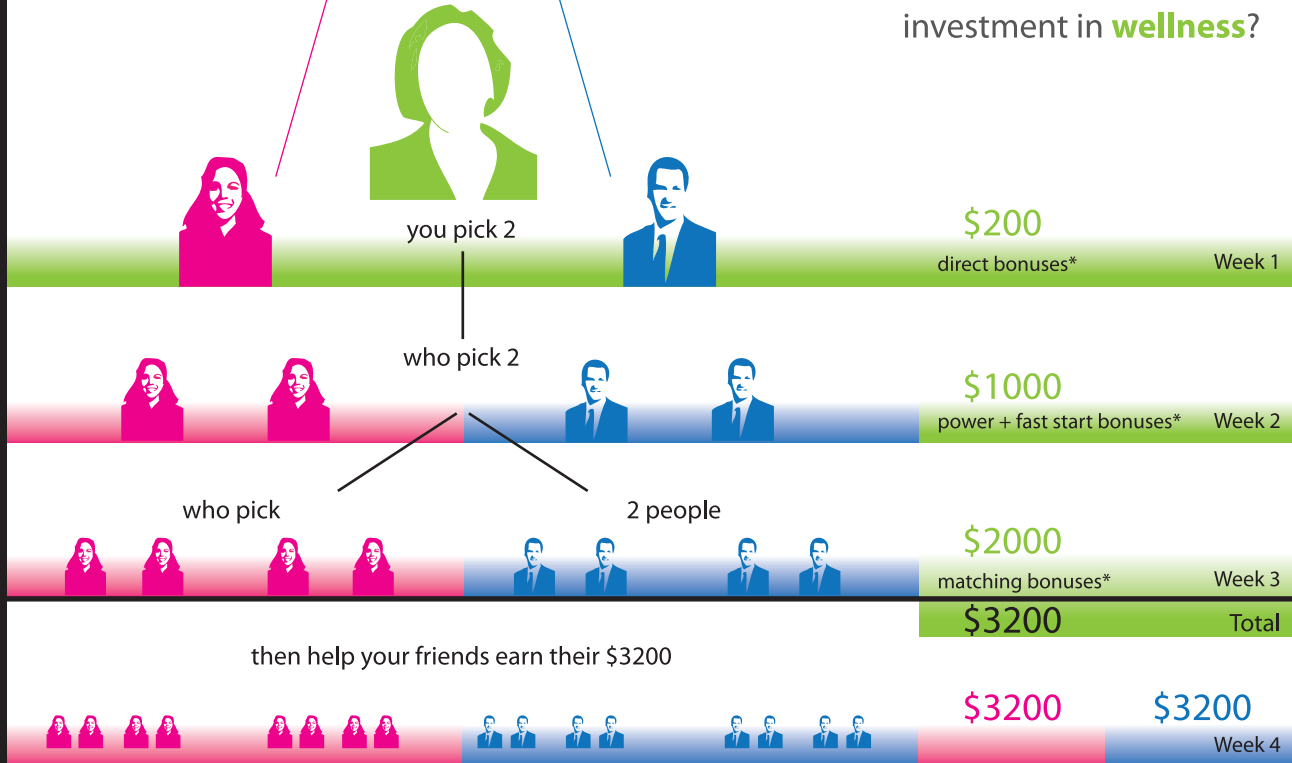 investment in wellness?
you pick 2
$200
direct bonuses*
Week 1
who pick 2
$1000
power + fast start bonuses*
Week 2
who pick
2 people
$2000
matching bonuses*
Week 3
$3200
Total
then help your friends earn their $3200
$3200
$3200
Week 4